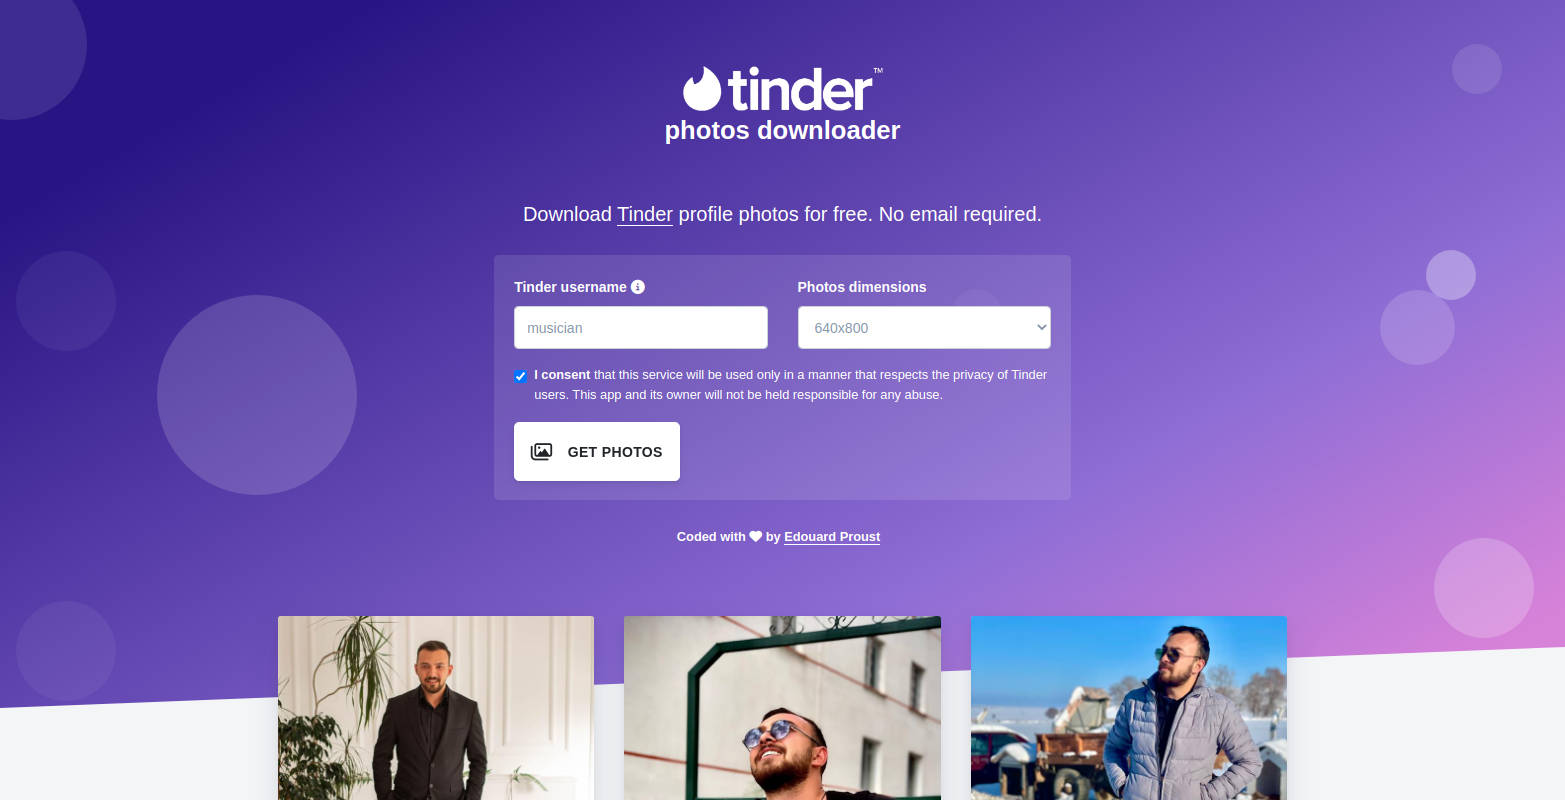 tinder™
photos downloader
Download Tinder profile photos for free. No email required.
Tinder username
Photos dimensions
musician
640x800
I consent that this service will be used only in a manner that respects the privacy of Tinder
users. This app and its owner will not be held responsible for any abuse.
GET PHOTOS
Coded with by Edouard Proust